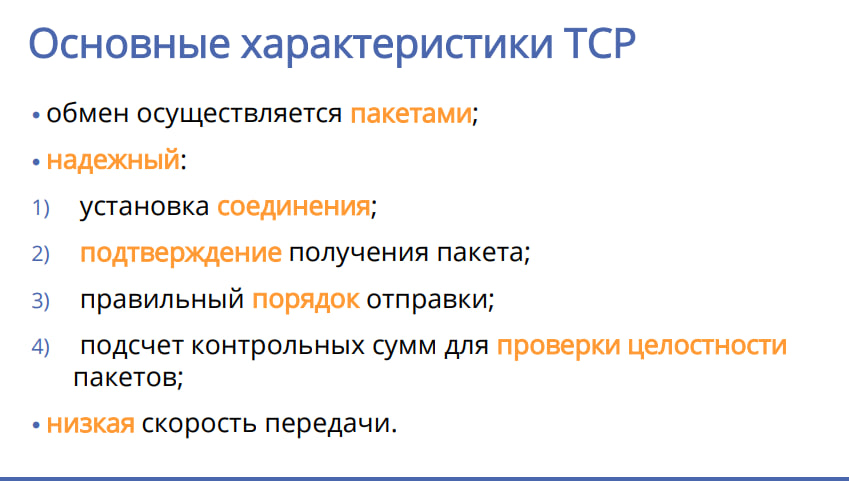 Основные характеристики TCP
• обмен осуществляется пакетами;
• надежный:
1) установка соединения;
2) подтверждение получения пакета;
3) правильный порядок отправки;
4) подсчет контрольных сумм для проверки целостности
пакетов;
• низкая скорость передачи.